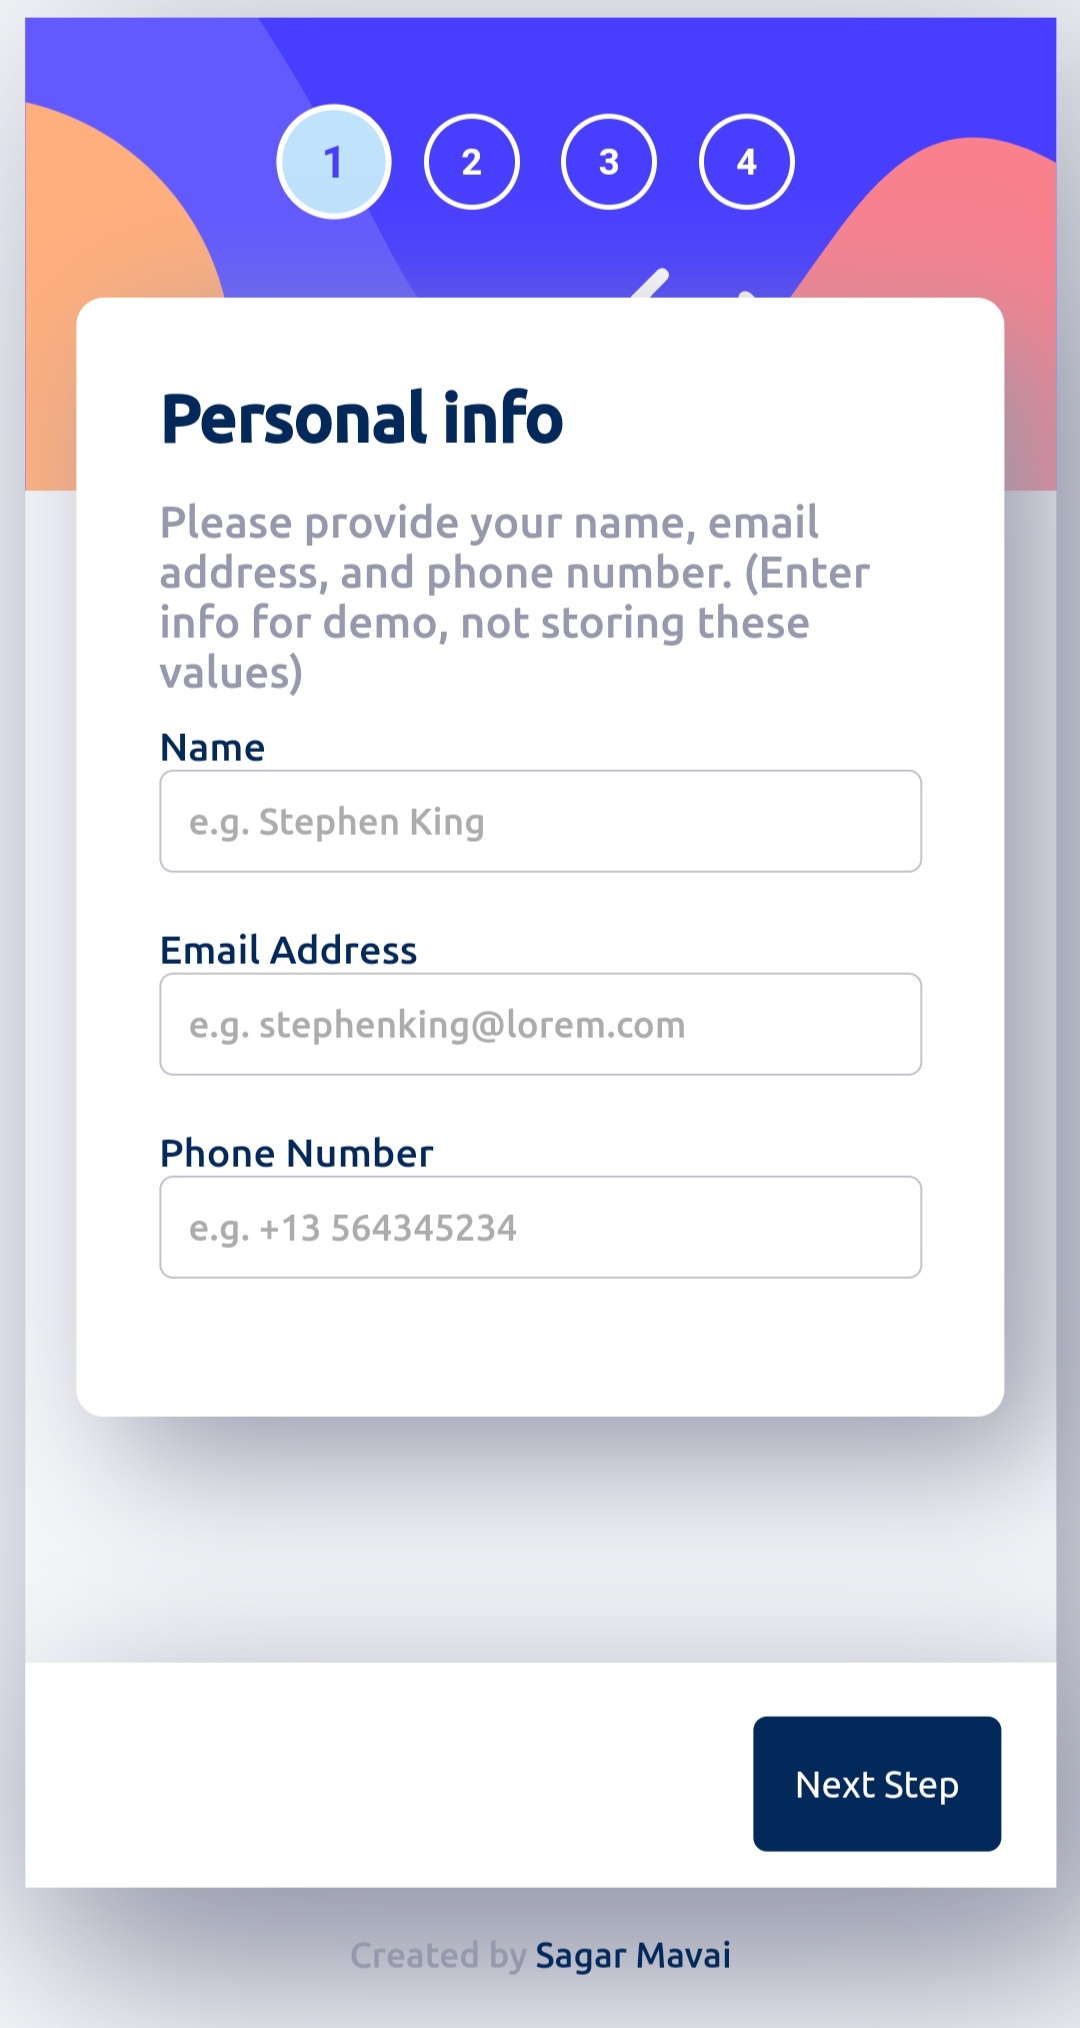 1 2 3 4
Personal info
Please provide your name, email
address, and phone number. (Enter
info for demo, not storing these
values)
Name
e.g. Stephen King
Email Address
e.g. stephenking@lorem.com
Phone Number
e.g. +13 564345234
Next Step
Created by Sagar Mavai